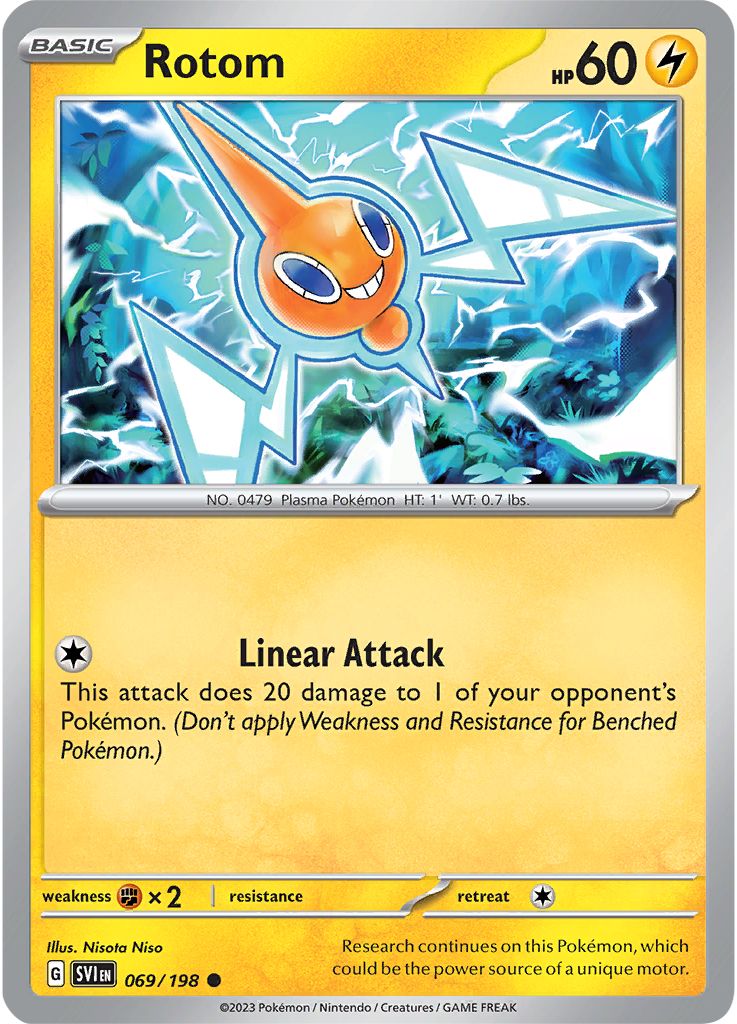 BASIC
Rotom
HP60
NO. 0479 Plasma Pokémon HT: 1' WT: 0.7 lbs.
Linear Attack
This attack does 20 damage to 1 of your opponent's
Pokémon. (Don't apply Weakness and Resistance for Benched
Pokémon.)
weakness ×2 resistance retreat
Illus. Nisota Niso
Research continues on this Pokémon, which
could be the power source of a unique motor.
G SVI EN 069/198
©2023 Pokémon / Nintendo / Creatures / GAME FREAK